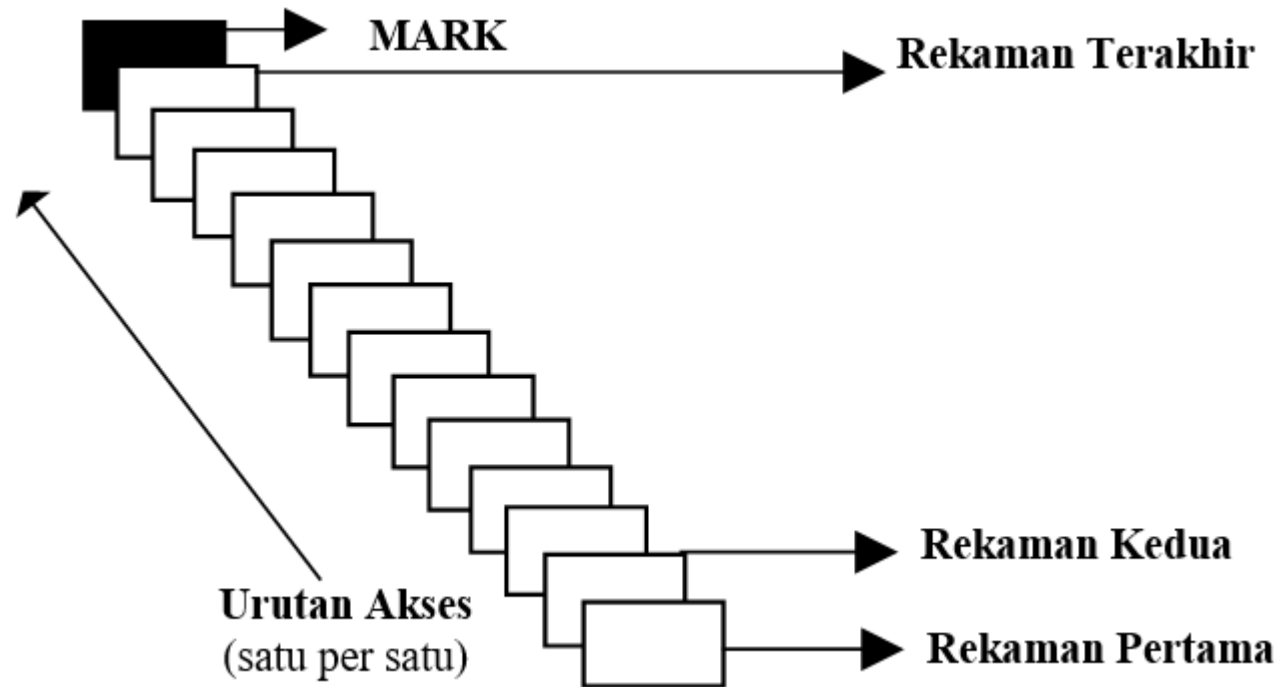 MARK
Rekaman Terakhir
Rekaman Kedua
Urutan Akses
(satu per satu)
Rekaman Pertama